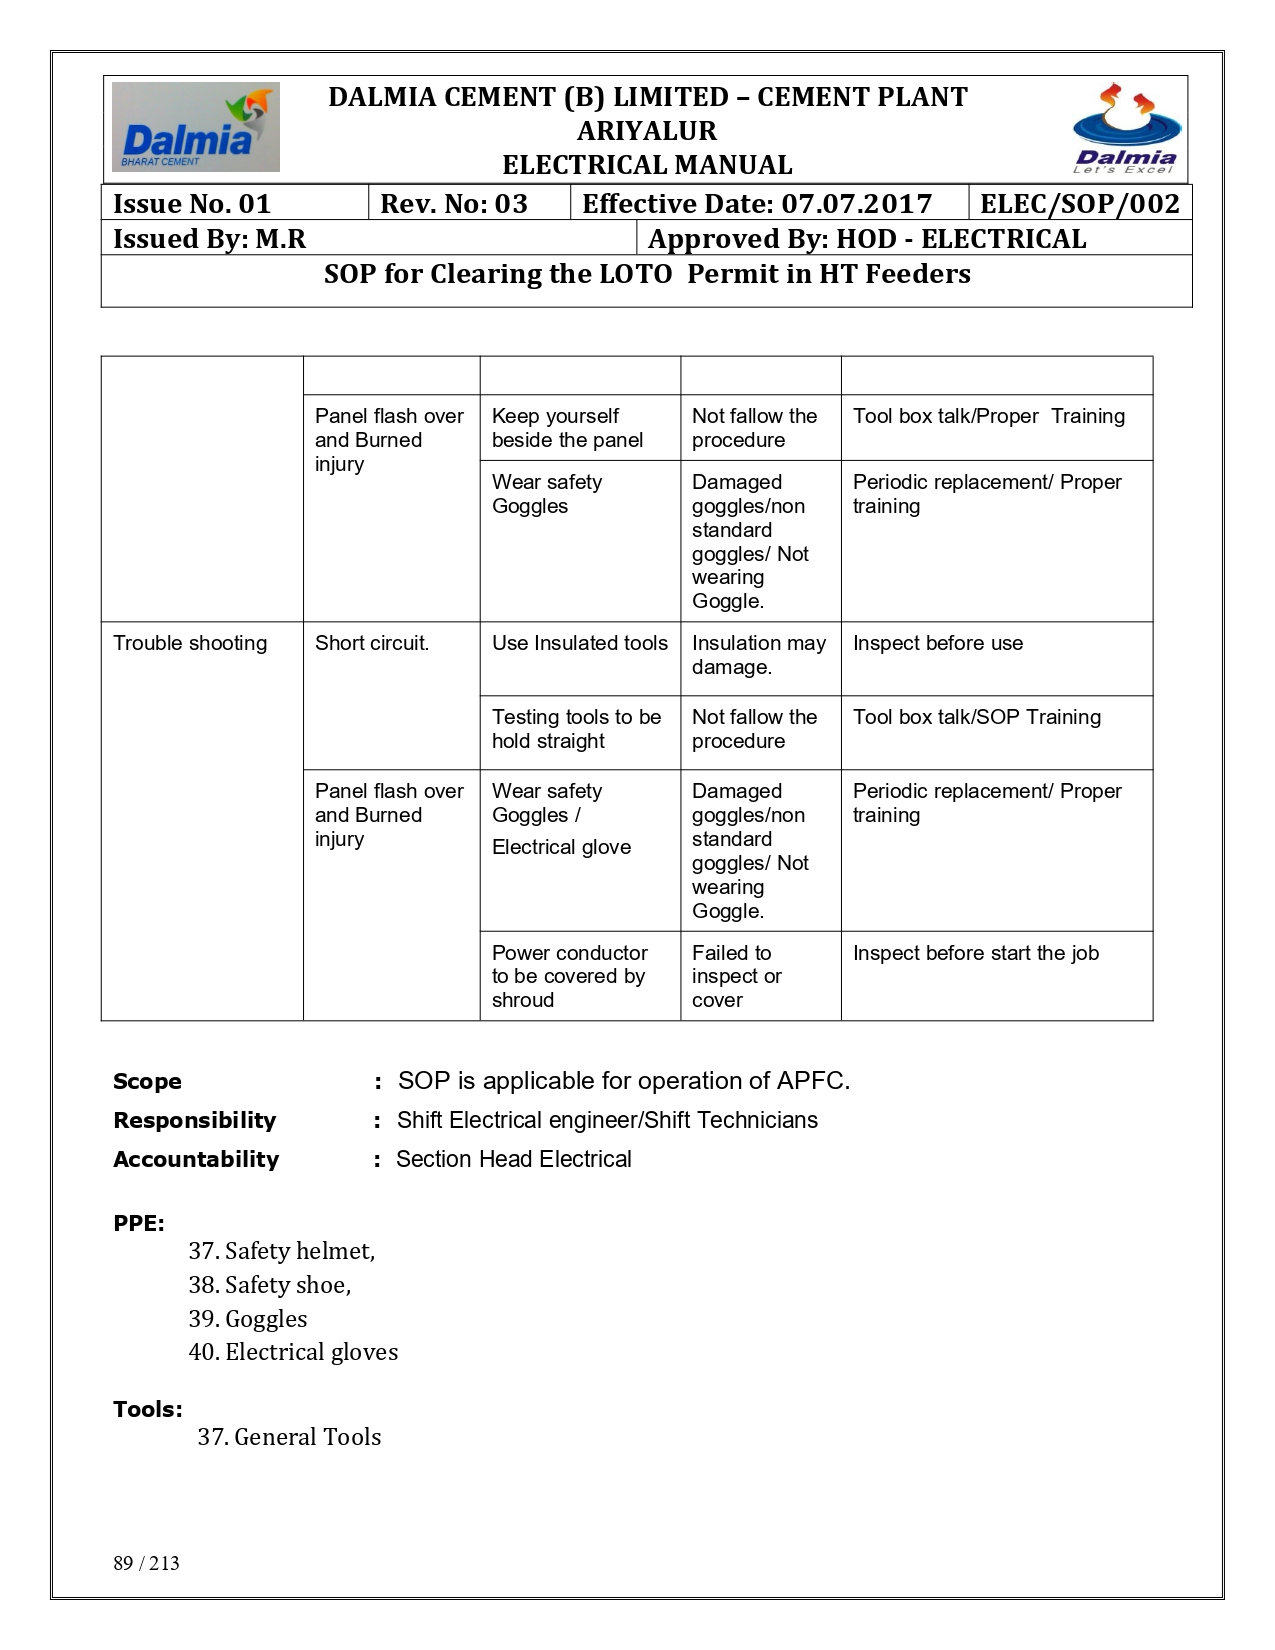 DALMIA CEMENT (B) LIMITED – CEMENT PLANT
ARIYALUR
ELECTRICAL MANUAL
Dalmia
BHARAT CEMENT
Dalmia
Let's Excel
Issue No. 01 Rev. No: 03 Effective Date: 07.07.2017 ELEC/SOP/002
Issued By: M.R Approved By: HOD - ELECTRICAL
SOP for Clearing the LOTO  Permit in HT Feeders
Panel flash over
and Burned
injury
Keep yourself
beside the panel
Not fallow the
procedure
Tool box talk/Proper  Training
Wear safety
Goggles
Damaged
goggles/non
standard
goggles/ Not
wearing
Goggle.
Periodic replacement/ Proper
training
Trouble shooting
Short circuit.
Use Insulated tools
Insulation may
damage.
Inspect before use
Testing tools to be
hold straight
Not fallow the
procedure
Tool box talk/SOP Training
Panel flash over
and Burned
injury
Wear safety
Goggles /
Electrical glove
Damaged
goggles/non
standard
goggles/ Not
wearing
Goggle.
Periodic replacement/ Proper
training
Power conductor
to be covered by
shroud
Failed to
inspect or
cover
Inspect before start the job
Scope : SOP is applicable for operation of APFC.
Responsibility : Shift Electrical engineer/Shift Technicians
Accountability : Section Head Electrical
PPE:
37. Safety helmet,
38. Safety shoe,
39. Goggles
40. Electrical gloves
Tools:
37. General Tools
89 / 213